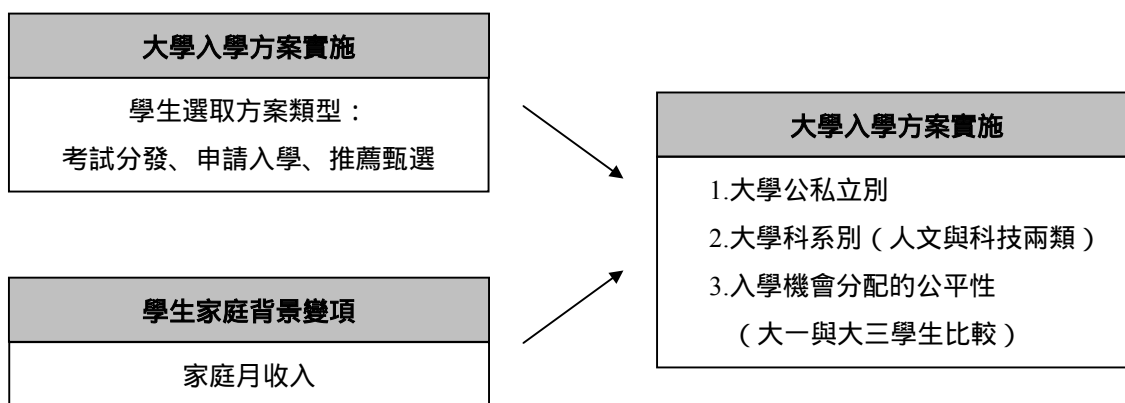 大學入學方案實施
學生選取方案類型：
考試分發、申請入學、推薦甄選
學生家庭背景變項
家庭月收入
大學入學方案實施
1.大學公私立別
2.大學科系別（人文與科技兩類）
3.入學機會分配的公平性
（大一與大三學生比較）